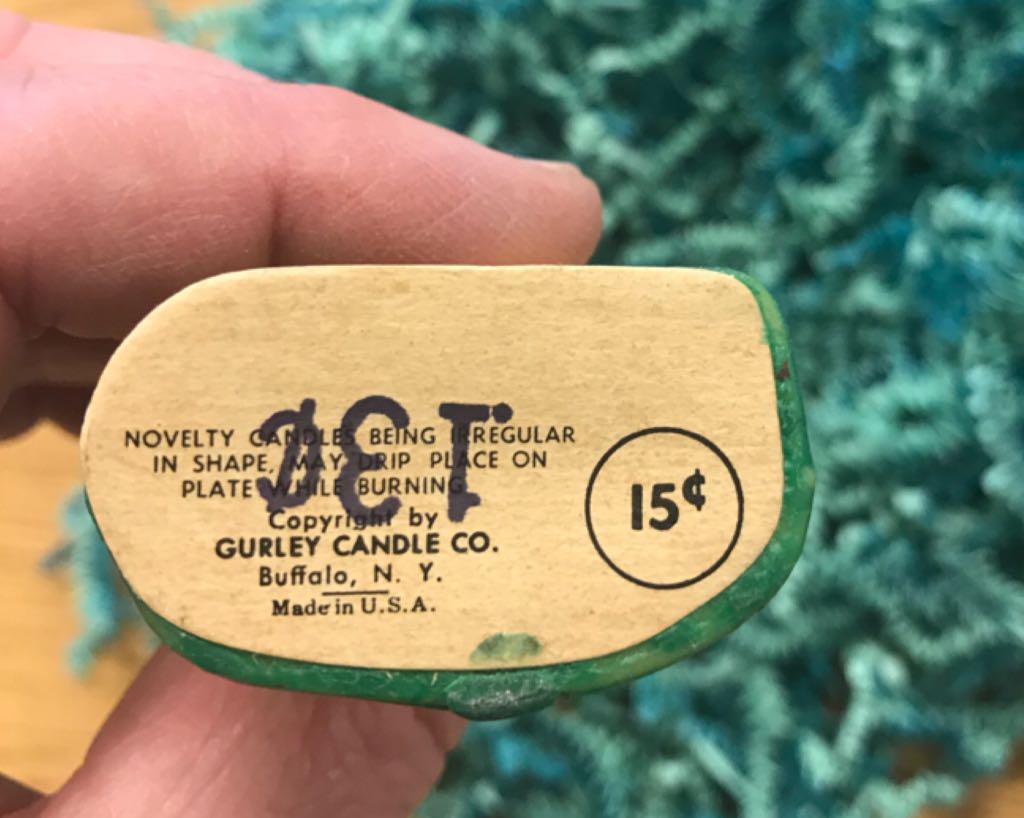 NOVELTY CANDLES BEING IRREGULAR
IN SHAPE, MAY DRIP PLACE ON
PLATE WHILE BURNING
Copyright by
GURLEY CANDLE CO.
Buffalo, N. Y.
Made in U.S.A.
15¢